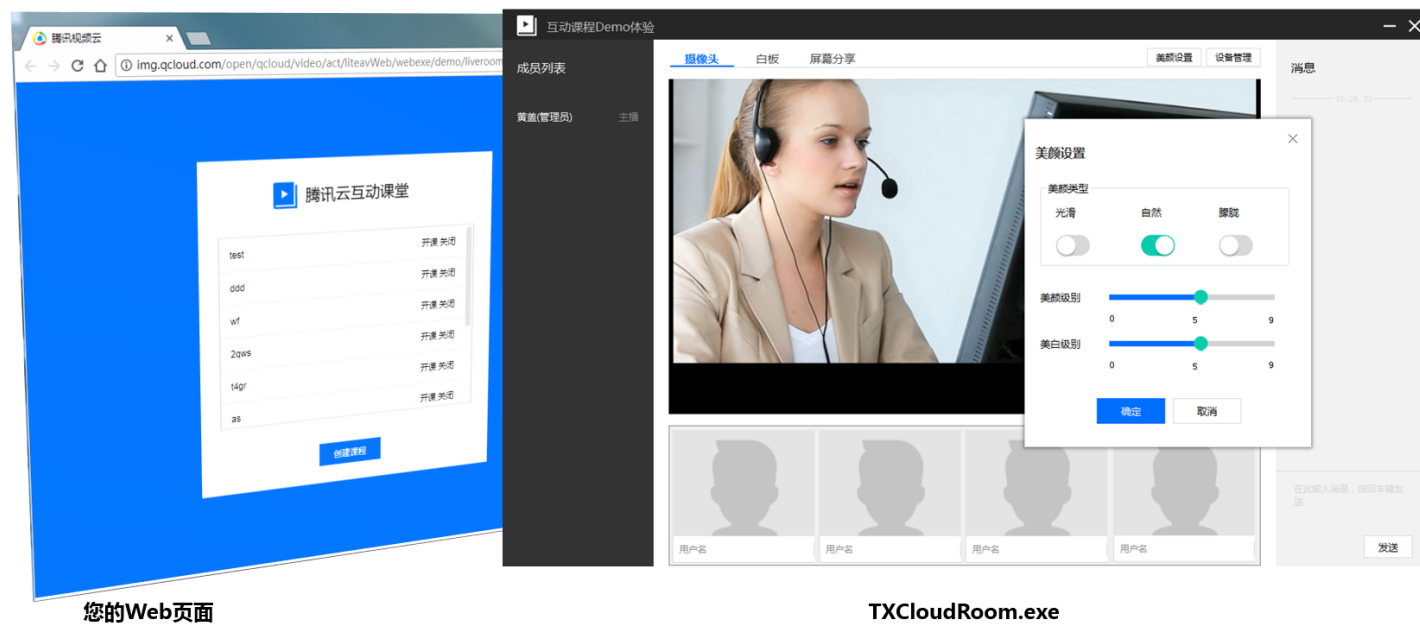 腾讯视频云
img.qcloud.com/open/qcloud/video/act/liteavWeb/webexe/demo/liveroom
腾讯云互动课堂
test 开课 关闭
ddd 开课 关闭
wf 开课 关闭
2qws 开课 关闭
t4gr 开课 关闭
as 开课 关闭
创建课程
您的Web页面
互动课程Demo体验
成员列表
黄盖(管理员) 主播
摄像头 白板 屏幕分享 美颜设置 设备管理
消息
美颜设置
美颜类型
光滑 自然 朦胧
美颜级别
0 5 9
美白级别
0 5 9
确定 取消
用户名 用户名 用户名 用户名
在此输入消息，按回车键发
送
发送
TXCloudRoom.exe